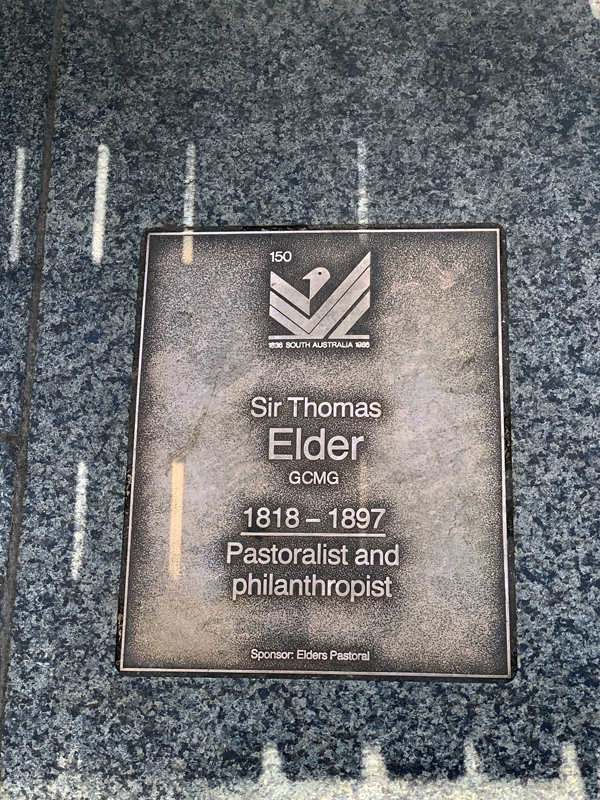 150
1836 SOUTH AUSTRALIA 1986
Sir Thomas
Elder
GCMG
1818 – 1897
Pastoralist and
philanthropist
Sponsor: Elders Pastoral